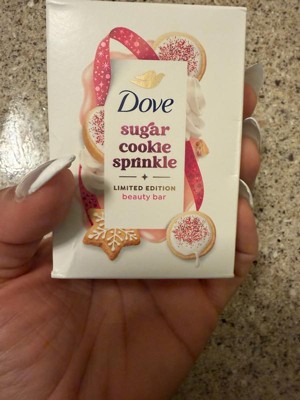 Dove
sugar
cookie
sprinkle
LIMITED EDITION
beauty bar